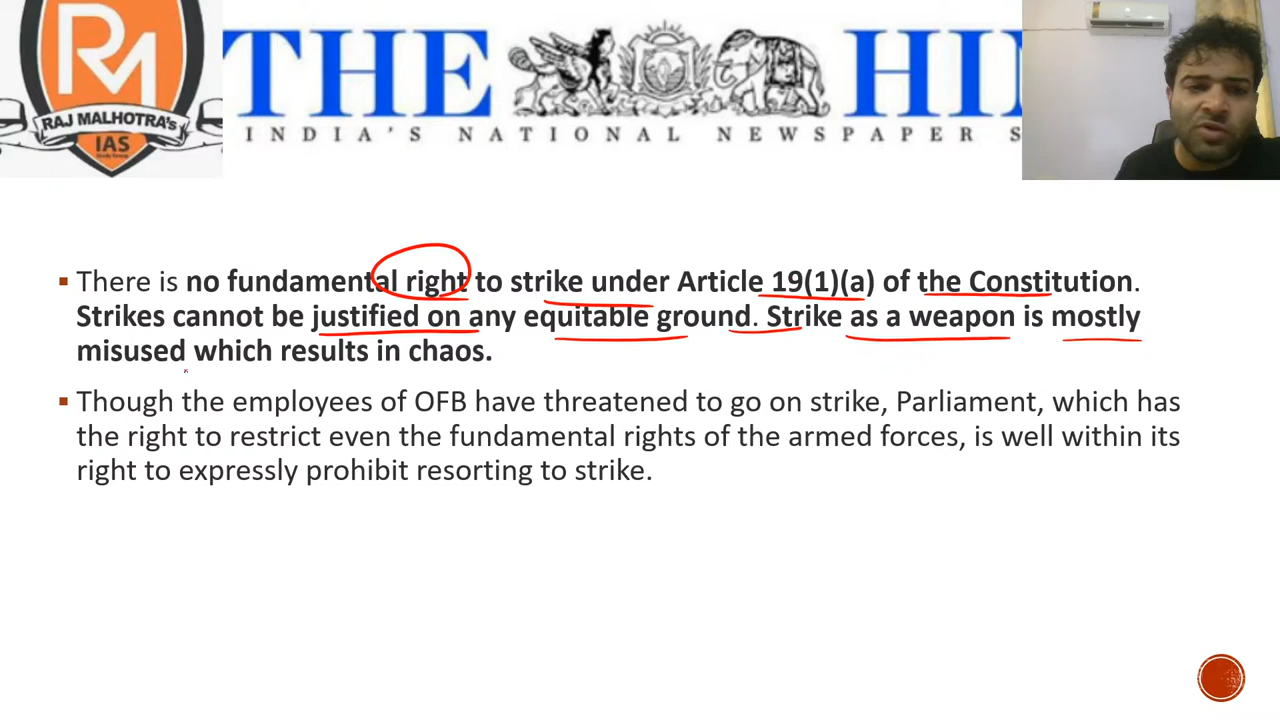 RM
RAJ MALHOTRA'S
IAS
Study Group
THE HI
INDIA'S NATIONAL NEWSPAPER S
There is no fundamental right to strike under Article 19(1)(a) of the Constitution.
Strikes cannot be justified on any equitable ground. Strike as a weapon is mostly
misused which results in chaos.
Though the employees of OFB have threatened to go on strike, Parliament, which has
the right to restrict even the fundamental rights of the armed forces, is well within its
right to expressly prohibit resorting to strike.